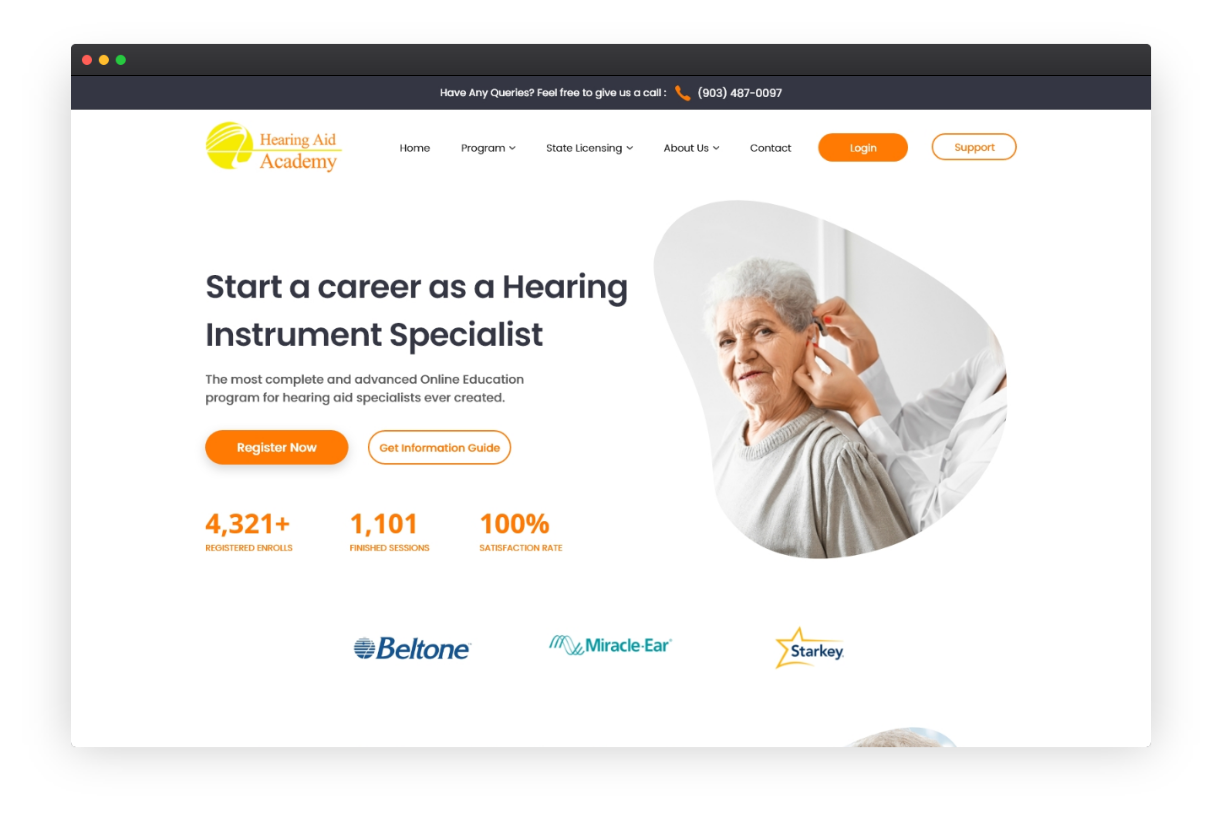 Have Any Queries? Feel free to give us a call : (903) 487-0097
Hearing Aid
Academy
Home Program State Licensing About Us Contact Login Support
Start a career as a Hearing
Instrument Specialist
The most complete and advanced Online Education
program for hearing aid specialists ever created.
Register Now Get Information Guide
4,321+ 1,101 100%
REGISTERED ENROLLS FINISHED SESSIONS SATISFACTION RATE
Beltone Miracle-Ear® Starkey